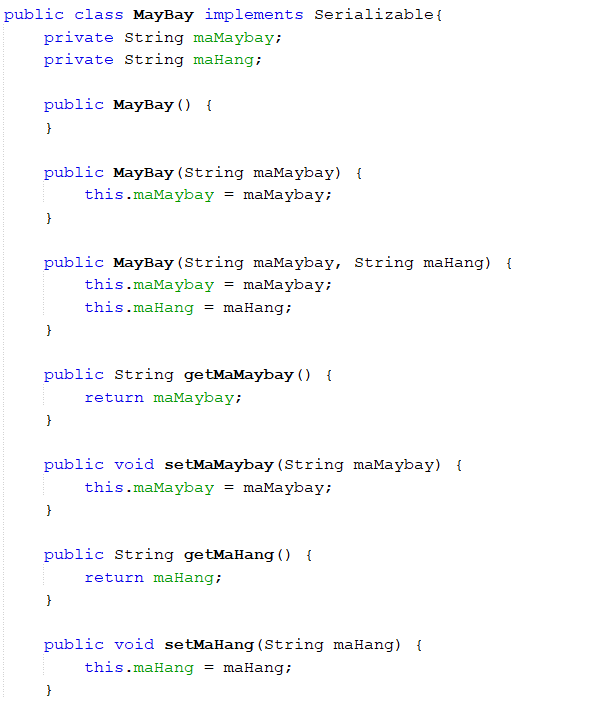 public class MayBay implements Serializable{
    private String maMaybay;
    private String maHang;

    public MayBay() {
    }

    public MayBay(String maMaybay) {
        this.maMaybay = maMaybay;
    }

    public MayBay(String maMaybay, String maHang) {
        this.maMaybay = maMaybay;
        this.maHang = maHang;
    }

    public String getMaMaybay() {
        return maMaybay;
    }

    public void setMaMaybay(String maMaybay) {
        this.maMaybay = maMaybay;
    }

    public String getMaHang() {
        return maHang;
    }

    public void setMaHang(String maHang) {
        this.maHang = maHang;
    }